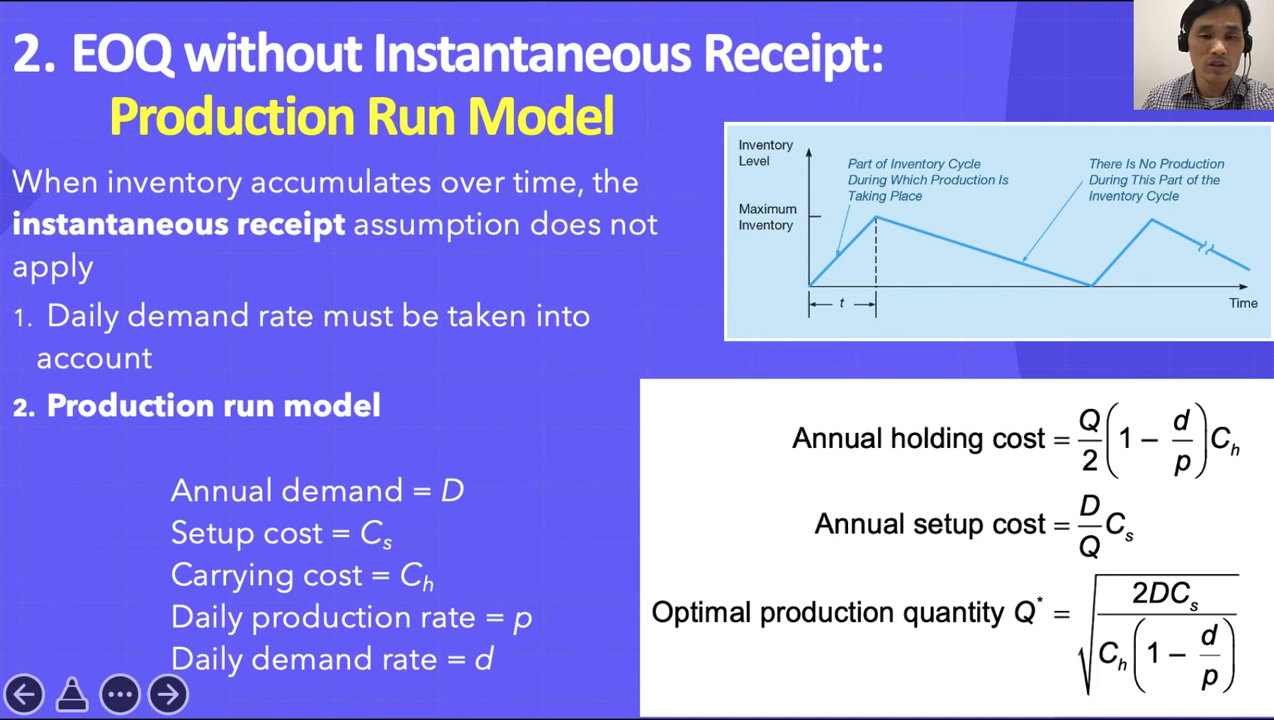 2. EOQ without Instantaneous Receipt:
Production Run Model
When inventory accumulates over time, the
instantaneous receipt assumption does not
apply
1. Daily demand rate must be taken into
account
2. Production run model
Annual demand = D
Setup cost = Cₛ
Carrying cost = Cₕ
Daily production rate = p
Daily demand rate = d
Inventory
Level
Part of Inventory Cycle
During Which Production Is
Taking Place
There Is No Production
During This Part of the
Inventory Cycle
Maximum
Inventory
t
Time
Annual holding cost = Q/2 (1 − d/p) Cₕ
Annual setup cost = D/Q Cₛ
Optimal production quantity Q* = √(2DCₛ / Cₕ(1 − d/p))